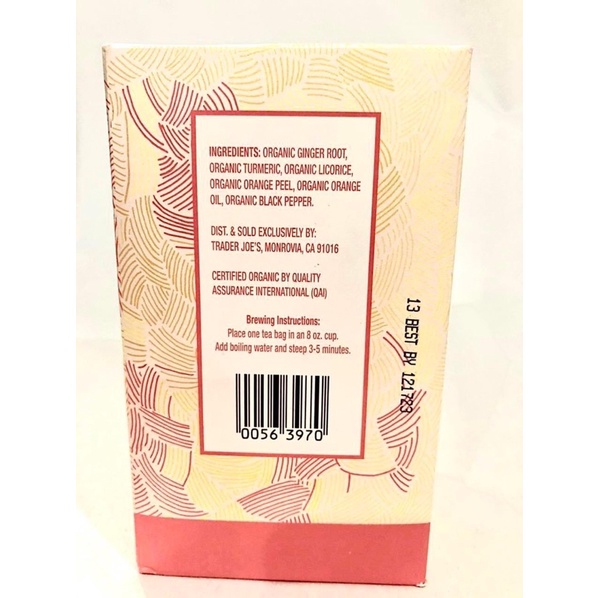 INGREDIENTS: ORGANIC GINGER ROOT,
ORGANIC TURMERIC, ORGANIC LICORICE,
ORGANIC ORANGE PEEL, ORGANIC ORANGE
OIL, ORGANIC BLACK PEPPER.
DIST. & SOLD EXCLUSIVELY BY:
TRADER JOE'S, MONROVIA, CA 91016
CERTIFIED ORGANIC BY QUALITY
ASSURANCE INTERNATIONAL (QAI)
Brewing Instructions:
Place one tea bag in an 8 oz. cup.
Add boiling water and steep 3-5 minutes.
0056 3970
13 BEST BY 121723